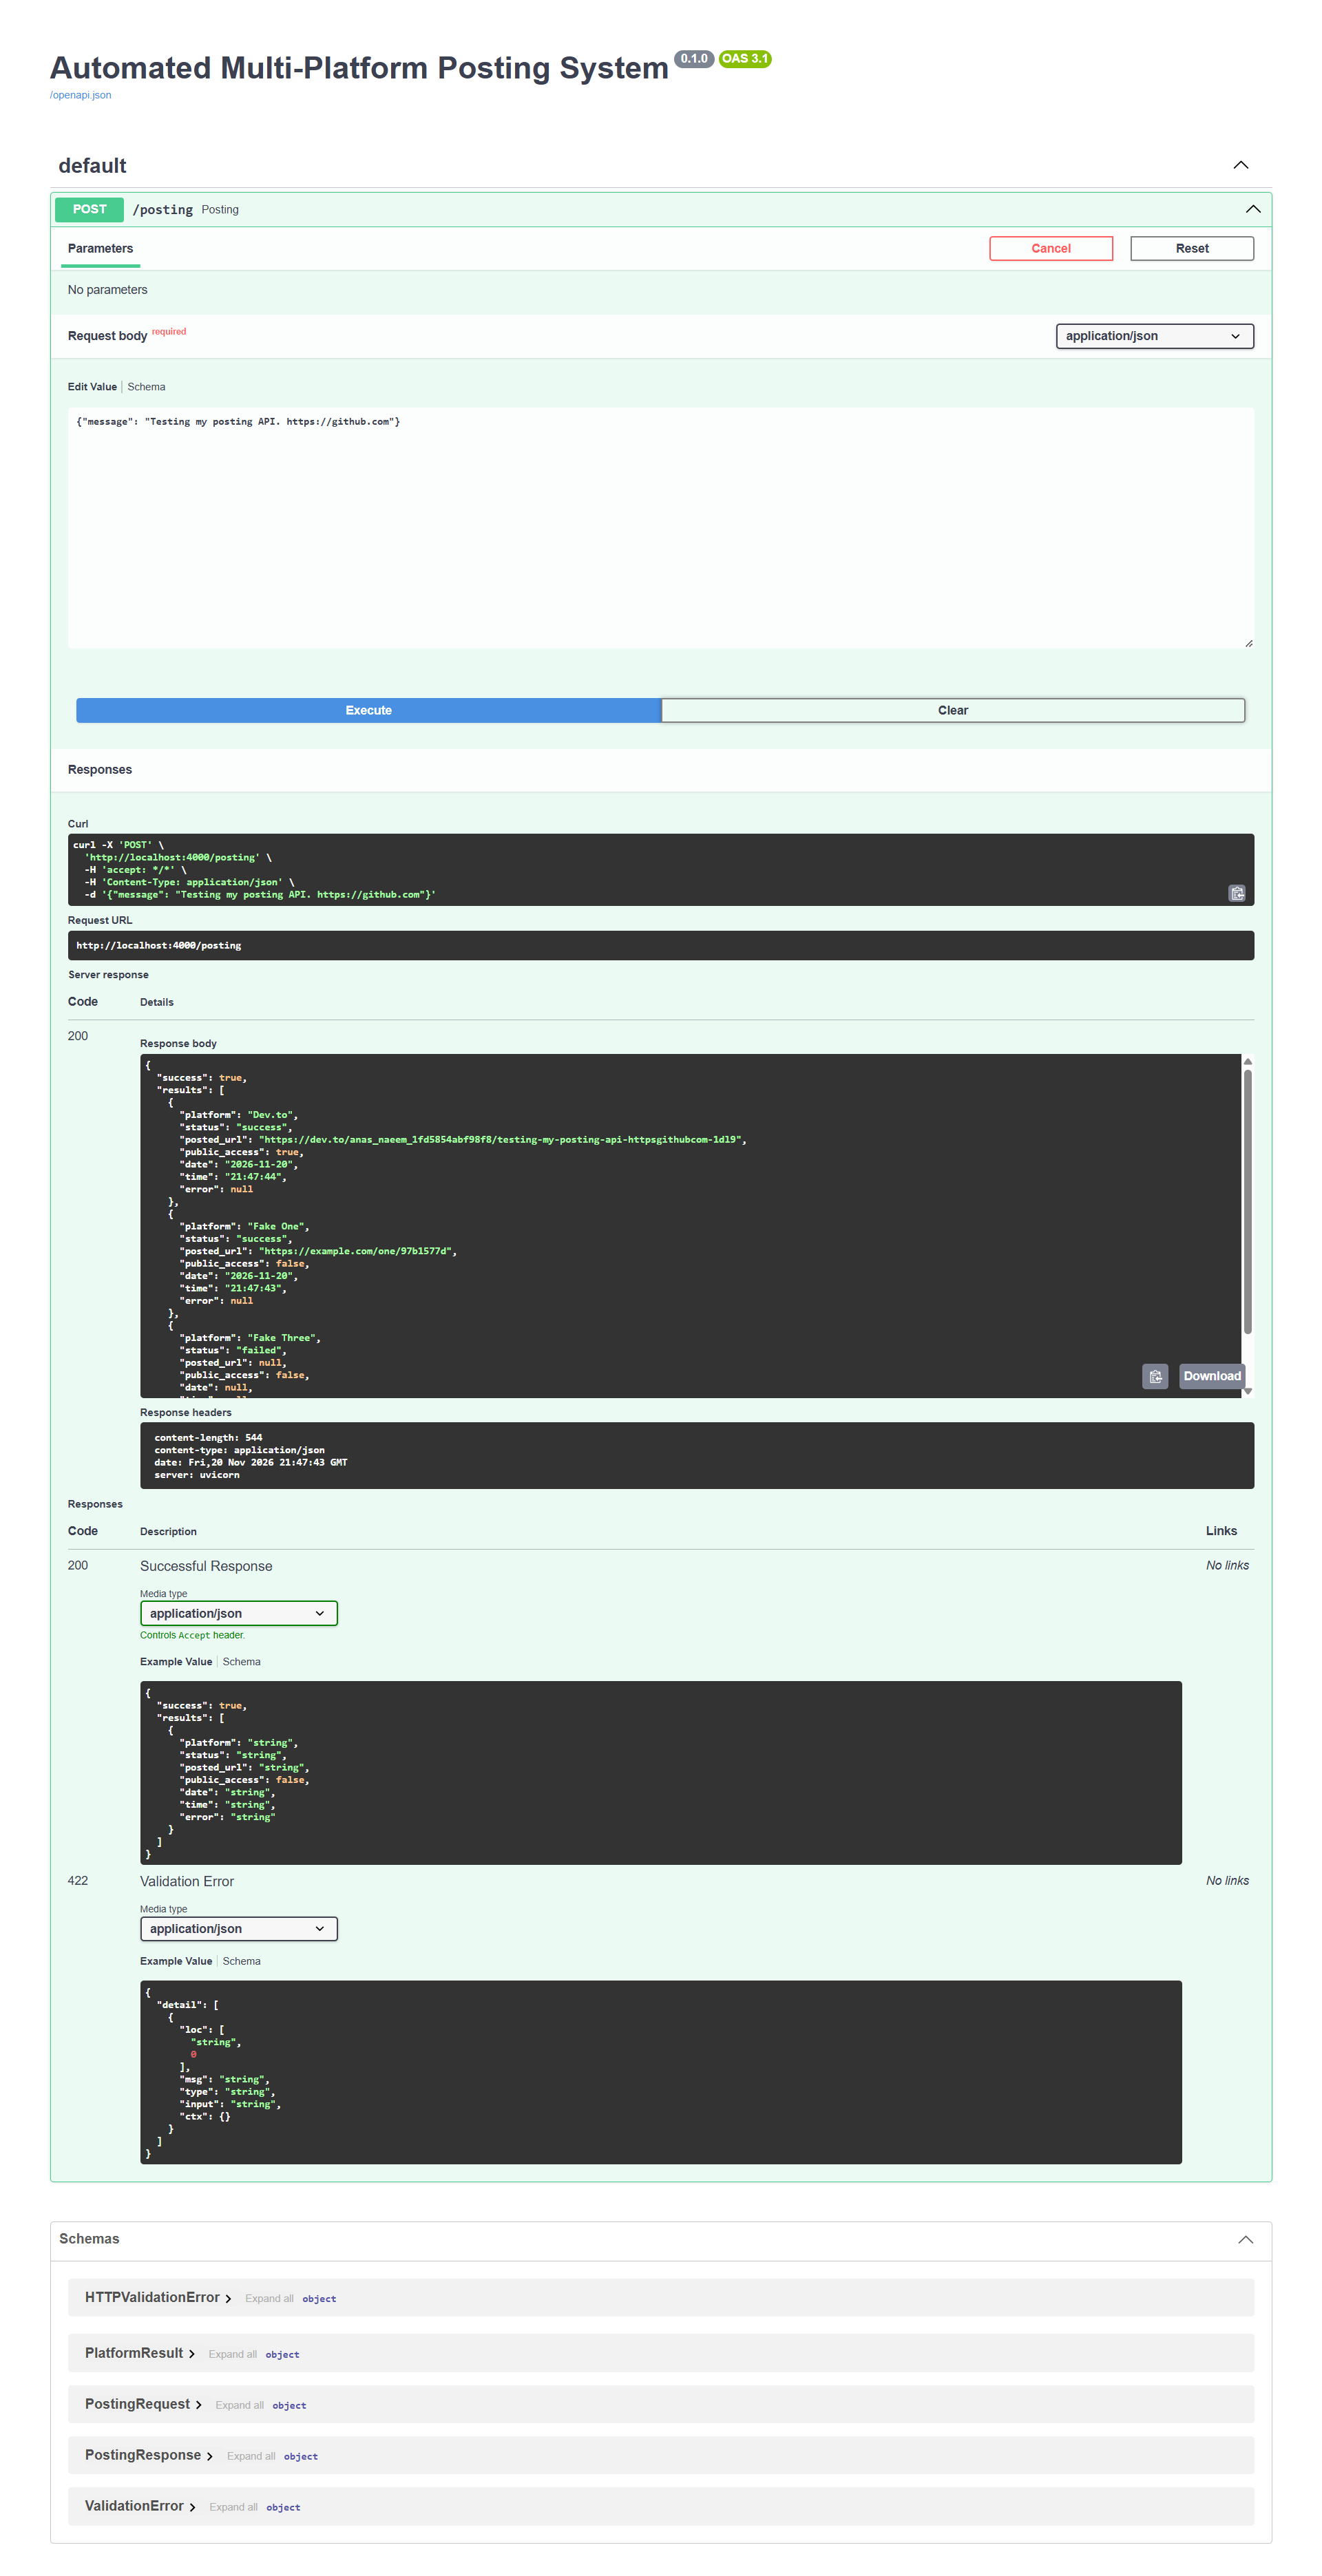 Automated Multi-Platform Posting System 0.1.0 OAS 3.1
/openapi.json
default
POST /posting Posting
Parameters Cancel Reset
No parameters
Request body required application/json
Edit Value | Schema
{"message": "Testing my posting API. https://github.com"}
Execute Clear
Responses
Curl
curl -X 'POST' \
  'http://localhost:4000/posting' \
  -H 'accept: */*' \
  -H 'Content-Type: application/json' \
  -d '{"message": "Testing my posting API. https://github.com"}'
Request URL
http://localhost:4000/posting
Server response
Code Details
200
Response body
{
  "success": true,
  "results": [
    {
      "platform": "Dev.to",
      "status": "success",
      "posted_url": "https://dev.to/anas_naeem_1fd5854abf98f8/testing-my-posting-api-httpsgithubcom-1dl9",
      "public_access": true,
      "date": "2026-11-20",
      "time": "21:47:44",
      "error": null
    },
    {
      "platform": "Fake One",
      "status": "success",
      "posted_url": "https://example.com/one/97b1577d",
      "public_access": false,
      "date": "2026-11-20",
      "time": "21:47:43",
      "error": null
    },
    {
      "platform": "Fake Three",
      "status": "failed",
      "posted_url": null,
      "public_access": false,
      "date": null,
Download
Response headers
content-length: 544
content-type: application/json
date: Fri,20 Nov 2026 21:47:43 GMT
server: uvicorn
Responses
Code Description Links
200 Successful Response No links
Media type
application/json
Controls Accept header.
Example Value | Schema
{
  "success": true,
  "results": [
    {
      "platform": "string",
      "status": "string",
      "posted_url": "string",
      "public_access": false,
      "date": "string",
      "time": "string",
      "error": "string"
    }
  ]
}
422 Validation Error No links
Media type
application/json
Example Value | Schema
{
  "detail": [
    {
      "loc": [
        "string",
        0
      ],
      "msg": "string",
      "type": "string",
      "input": "string",
      "ctx": {}
    }
  ]
}
Schemas
HTTPValidationError Expand all object
PlatformResult Expand all object
PostingRequest Expand all object
PostingResponse Expand all object
ValidationError Expand all object